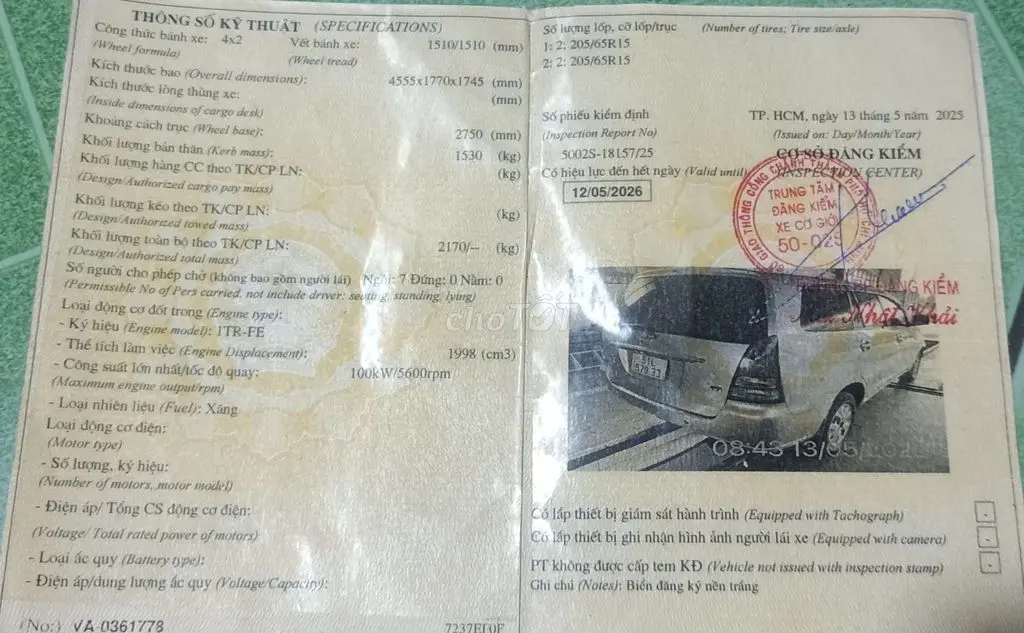 THÔNG SỐ KỸ THUẬT (SPECIFICATIONS)
Công thức bánh xe: 4x2 Vết bánh xe: 1510/1510 (mm)
(Wheel formula) (Wheel tread)
Kích thước bao (Overall dimensions): 4555x1770x1745 (mm)
Kích thước lòng thùng xe: (mm)
(Inside dimensions of cargo desk)
Khoảng cách trục (Wheel base): 2750 (mm)
Khối lượng bản thân (Kerb mass): 1530 (kg)
Khối lượng hàng CC theo TK/CP LN: (kg)
(Design/Authorized cargo pay mass)
Khối lượng kéo theo TK/CP LN: (kg)
(Design/Authorized towed mass)
Khối lượng toàn bộ theo TK/CP LN: 2170/-- (kg)
(Design/Authorized total mass)
Số người cho phép chở (không bao gồm người lái) Ngồi: 7 Đứng: 0 Nằm: 0
(Permissible No of Pers carried, not include driver: seating, standing, lying)
Loại động cơ đốt trong (Engine type):
- Ký hiệu (Engine model): 1TR-FE
- Thể tích làm việc (Engine Displacement): 1998 (cm3)
- Công suất lớn nhất/tốc độ quay: 100kW/5600rpm
(Maximum engine output/rpm)
- Loại nhiên liệu (Fuel): Xăng
Loại động cơ điện:
(Motor type)
- Số lượng, ký hiệu:
(Number of motors, motor model)
- Điện áp/ Tổng CS động cơ điện:
(Voltage/ Total rated power of motors)
- Loại ắc quy (Battery type):
- Điện áp/dung lượng ắc quy (Voltage/Capacity):
(No:) VA-0361778
Số lượng lốp, cỡ lốp/trục (Number of tires; Tire size/axle)
1: 2: 205/65R15
2: 2: 205/65R15
Số phiếu kiểm định TP. HCM, ngày 13 tháng 5 năm 2025
(Inspection Report No) (Issued on: Day/Month/Year)
5002S-18157/25 CƠ SỞ ĐĂNG KIỂM
Có hiệu lực đến hết ngày (Valid until) (INSPECTION CENTER)
12/05/2026
TRUNG TÂM
ĐĂNG KIỂM
XE CƠ GIỚI
50-02S
ĐĂNG KIỂM
Nhật Khải
choTỐT
08:43 13/05/2025
Có lắp thiết bị giám sát hành trình (Equipped with Tachograph) -
Có lắp thiết bị ghi nhận hình ảnh người lái xe (Equipped with camera) -
PT không được cấp tem KĐ (Vehicle not issued with inspection stamp) -
Ghi chú (Notes): Biển đăng ký nền trắng